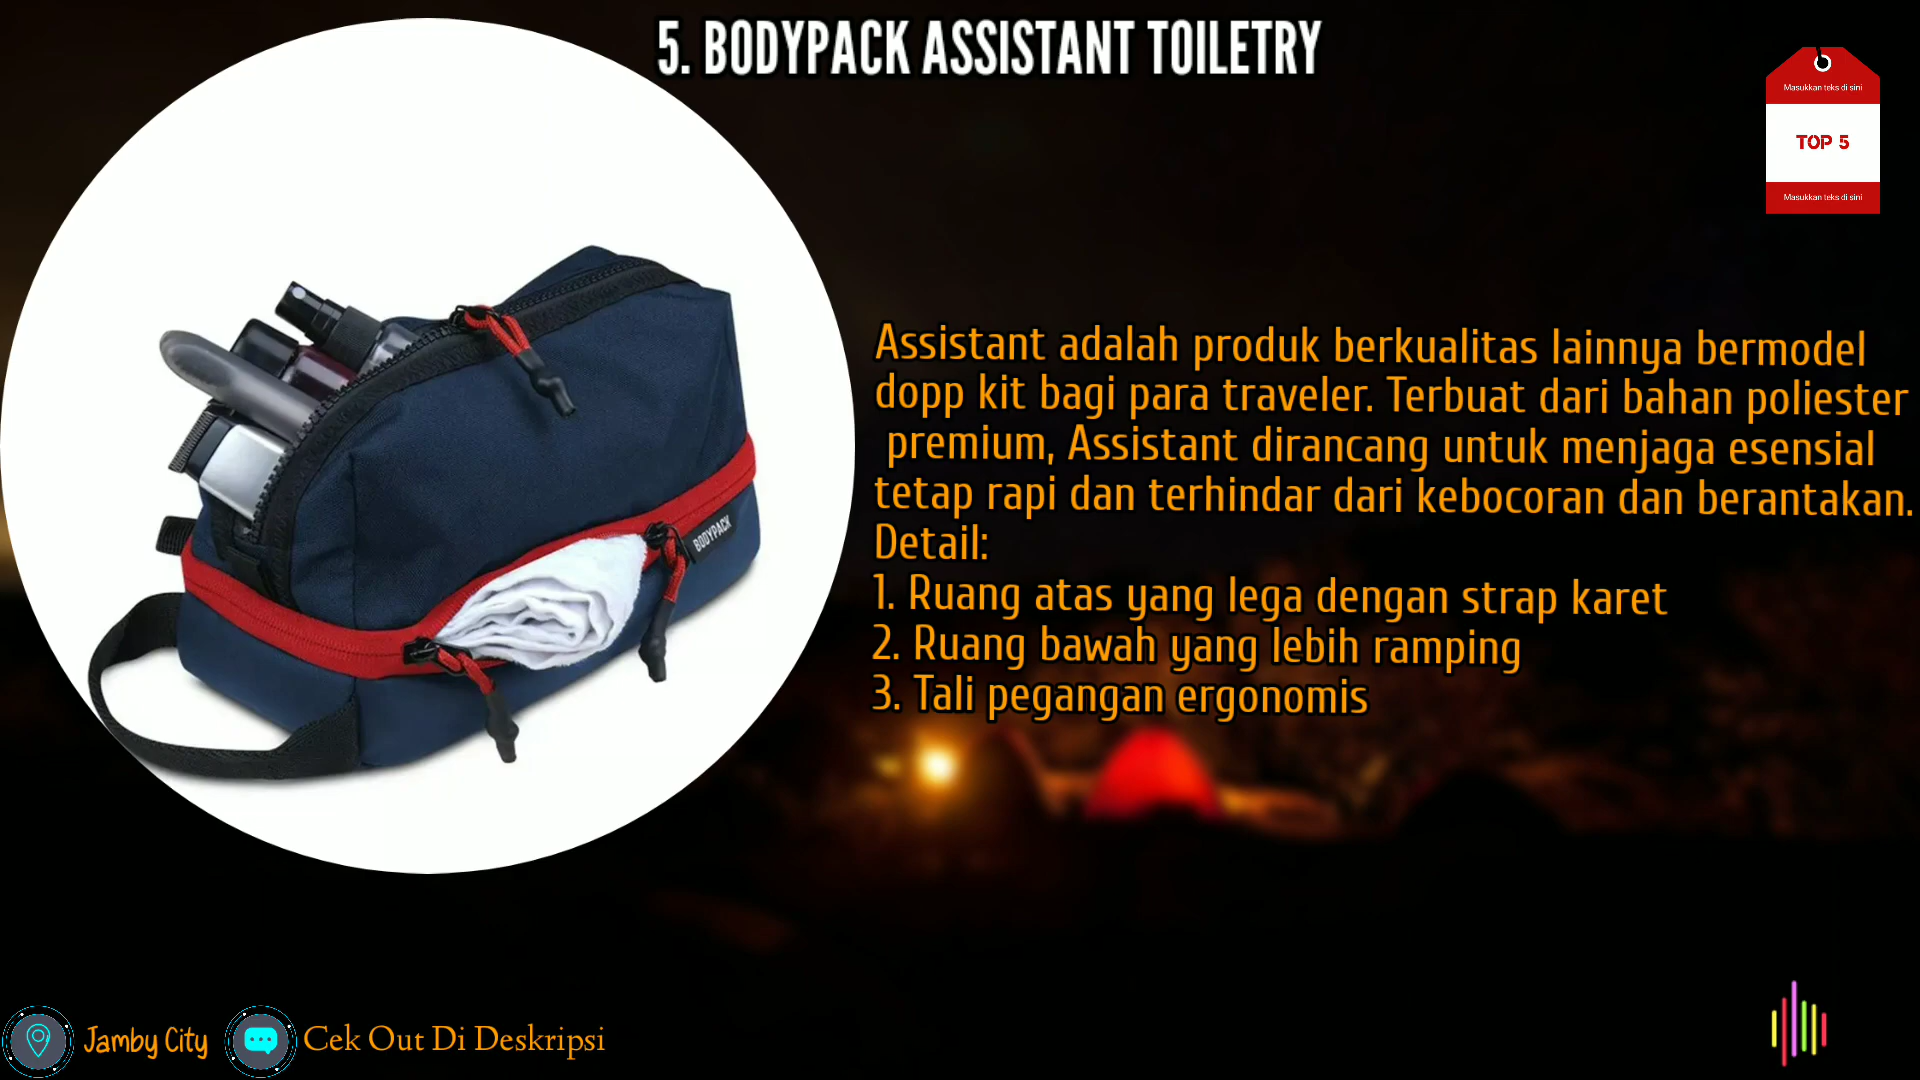 5. BODYPACK ASSISTANT TOILETRY
Masukkan teks di sini
TOP 5
Masukkan teks di sini
BODYPACK
Assistant adalah produk berkualitas lainnya bermodel
dopp kit bagi para traveler. Terbuat dari bahan poliester
premium, Assistant dirancang untuk menjaga esensial
tetap rapi dan terhindar dari kebocoran dan berantakan.
Detail:
1. Ruang atas yang lega dengan strap karet
2. Ruang bawah yang lebih ramping
3. Tali pegangan ergonomis
Jamby City
Cek Out Di Deskripsi